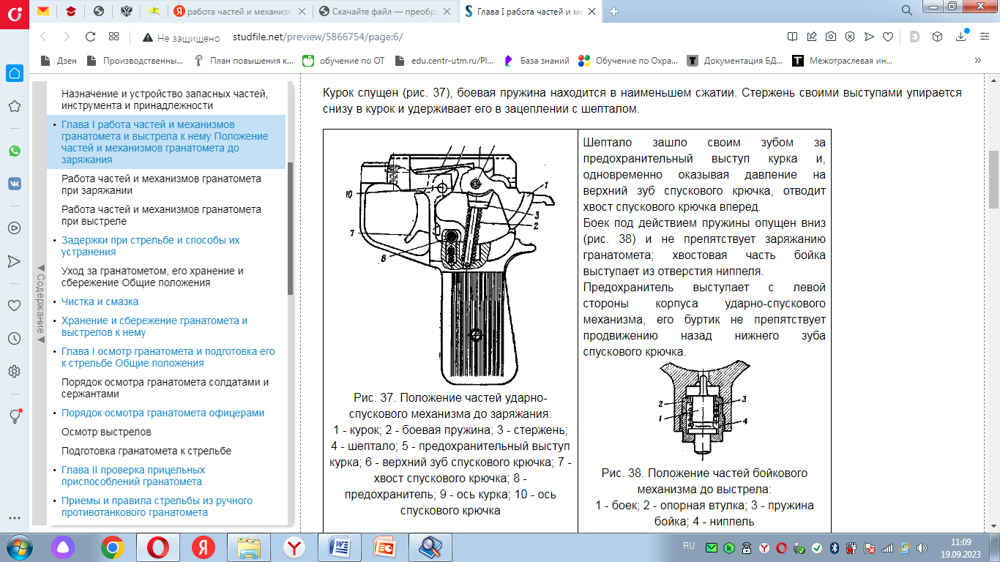 работа частей и механизм
Скачайте файл — преобра
Глава I работа частей и ме
Не защищено
studfile.net/preview/5866754/page:6/
Дзен
Производственны...
План повышения к...
обучение по ОТ
edu.centr-utm.ru/Pl...
База знаний
Обучение по Охра...
Документация БД...
Межотраслевая ин...
Содержание
Назначение и устройство запасных частей,
инструмента и принадлежности
Глава I работа частей и механизмов
гранатомета и выстрела к нему Положение
частей и механизмов гранатомета до
заряжания
Работа частей и механизмов гранатомета
при заряжании
Работа частей и механизмов гранатомета
при выстреле
Задержки при стрельбе и способы их
устранения
Уход за гранатометом, его хранение и
сбережение Общие положения
Чистка и смазка
Хранение и сбережение гранатомета и
выстрелов к нему
Глава I осмотр гранатомета и подготовка его
к стрельбе Общие положения
Порядок осмотра гранатомета солдатами и
сержантами
Порядок осмотра гранатомета офицерами
Осмотр выстрелов
Подготовка гранатомета к стрельбе
Глава II проверка прицельных
приспособлений гранатомета
Приемы и правила стрельбы из ручного
противотанкового гранатомета
Курок спущен (рис. 37), боевая пружина находится в наименьшем сжатии. Стержень своими выступами упирается
снизу в курок и удерживает его в зацеплении с шепталом.
10
1
3
2
7
8
Рис. 37. Положение частей ударно-
спускового механизма до заряжания:
1 - курок; 2 - боевая пружина; 3 - стержень;
4 - шептало; 5 - предохранительный выступ
курка; 6 - верхний зуб спускового крючка; 7 -
хвост спускового крючка; 8 -
предохранитель; 9 - ось курка; 10 - ось
спускового крючка
Шептало зашло своим зубом за
предохранительный выступ курка и,
одновременно оказывая давление на
верхний зуб спускового крючка, отводит
хвост спускового крючка вперед.
Боек под действием пружины опущен вниз
(рис. 38) и не препятствует заряжанию
гранатомета; хвостовая часть бойка
выступает из отверстия ниппеля.
Предохранитель выступает с левой
стороны корпуса ударно-спускового
механизма, его буртик не препятствует
продвижению назад нижнего зуба
спускового крючка.
2
3
1
4
Рис. 38. Положение частей бойкового
механизма до выстрела:
1 - боек; 2 - опорная втулка; 3 - пружина
бойка; 4 - ниппель
RU
11:09
19.09.2023